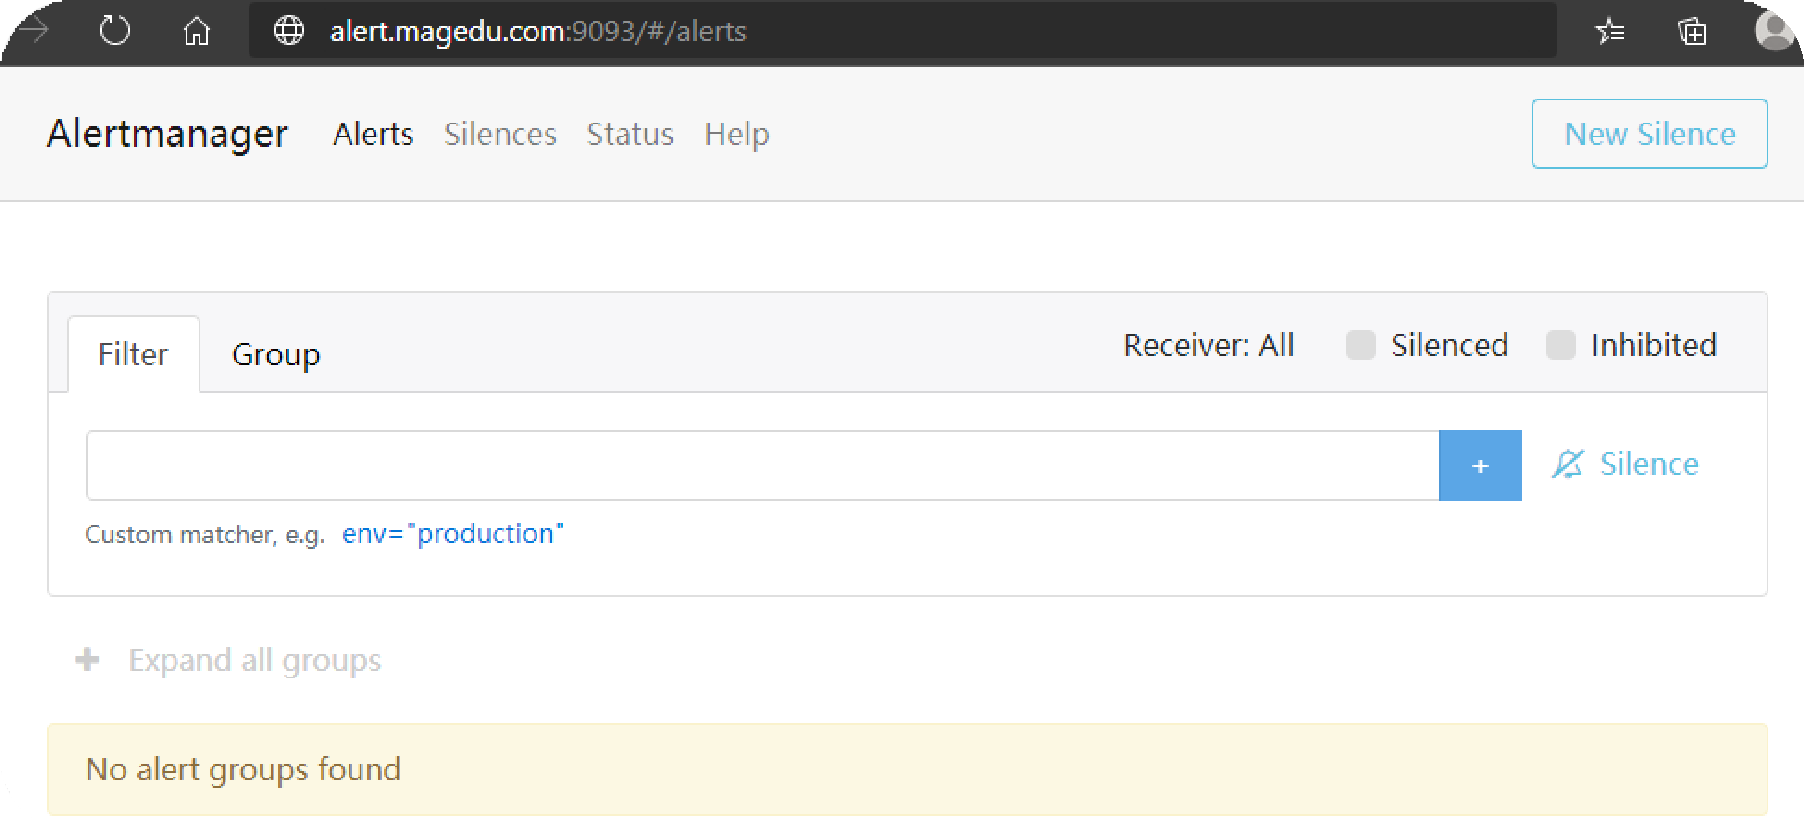 alert.magedu.com:9093/#/alerts
Alertmanager Alerts Silences Status Help New Silence
Filter Group Receiver: All Silenced Inhibited
+ Silence
Custom matcher, e.g. env="production"
+ Expand all groups
No alert groups found